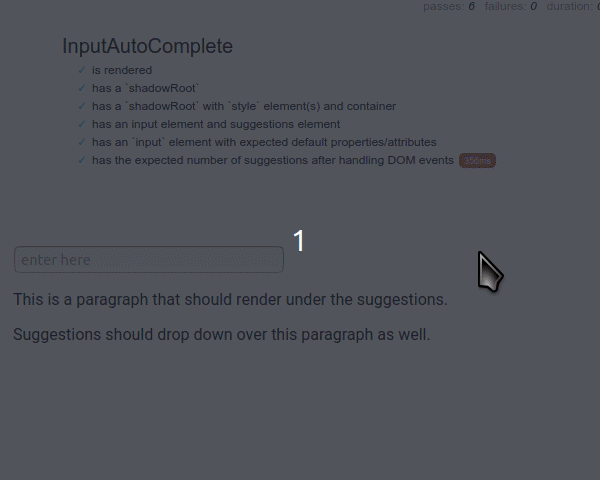 passes: 6 failures: 0 duration: 0
InputAutoComplete
✓ is rendered
✓ has a `shadowRoot`
✓ has a `shadowRoot` with `style` element(s) and container
✓ has an input element and suggestions element
✓ has an `input` element with expected default properties/attributes
✓ has the expected number of suggestions after handling DOM events 356ms
1
enter here
This is a paragraph that should render under the suggestions.
Suggestions should drop down over this paragraph as well.